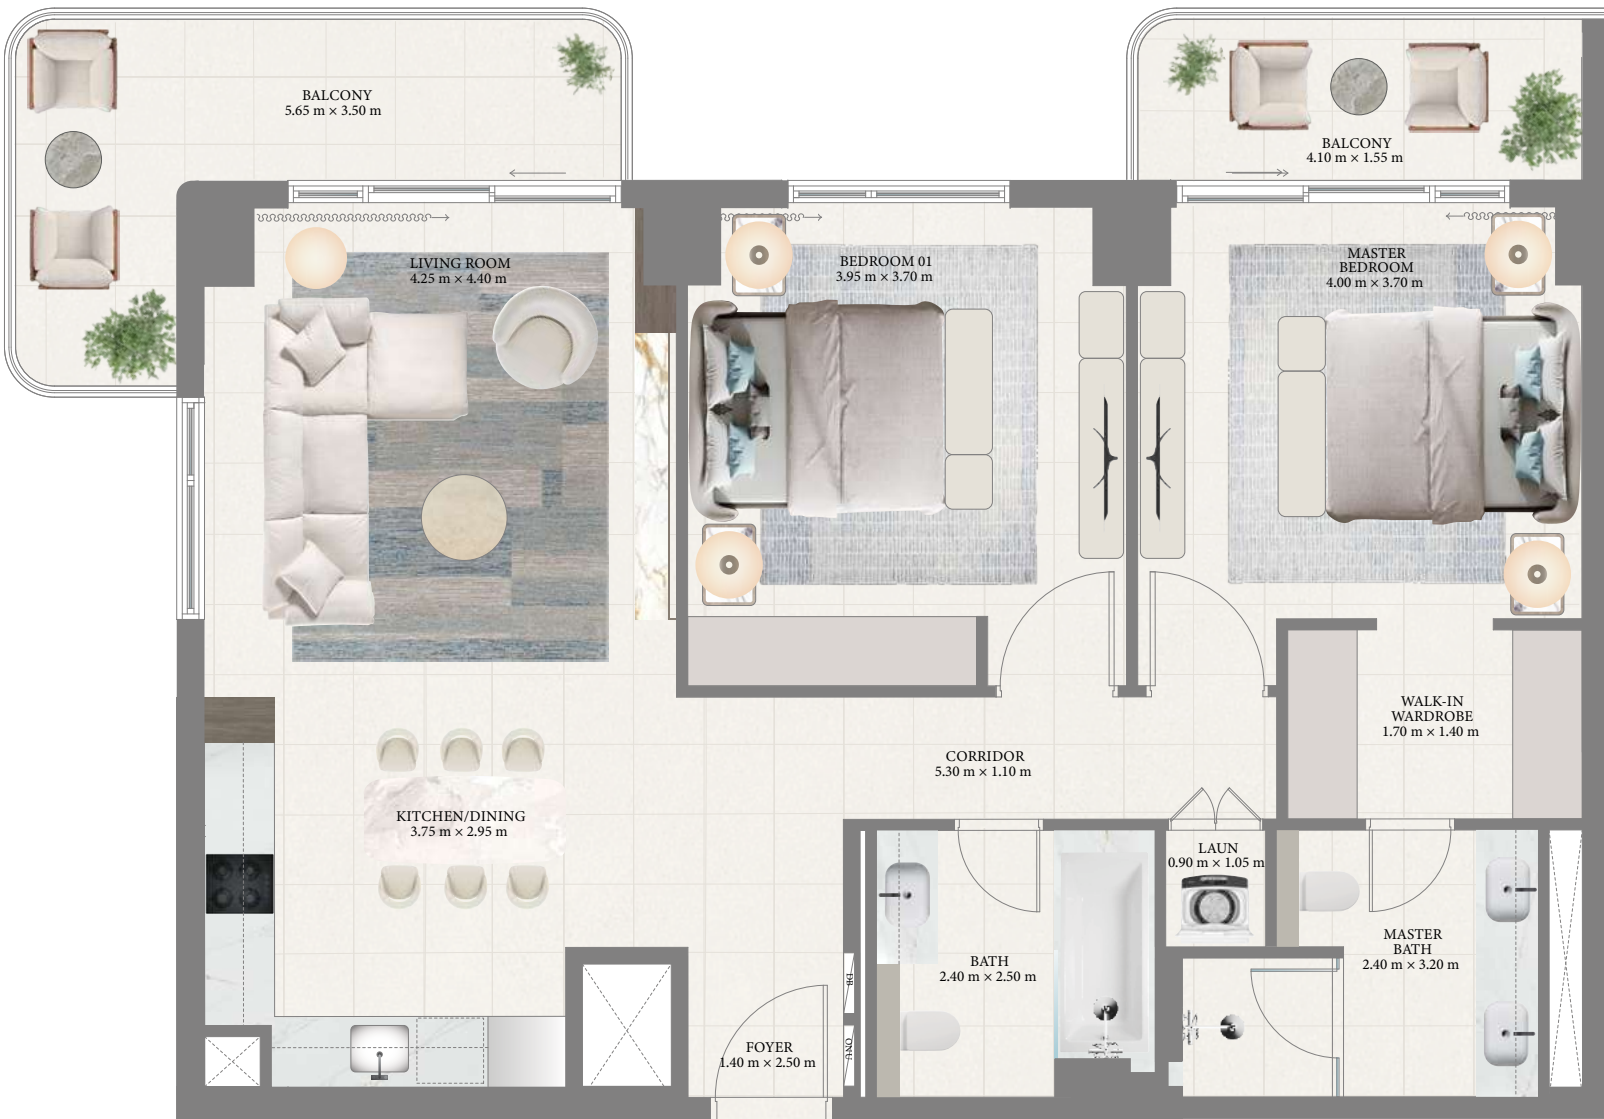 BALCONY
5.65 m × 3.50 m
BALCONY
4.10 m × 1.55 m
LIVING ROOM
4.25 m × 4.40 m
BEDROOM 01
3.95 m × 3.70 m
MASTER
BEDROOM
4.00 m × 3.70 m
WALK-IN
WARDROBE
1.70 m × 1.40 m
CORRIDOR
5.30 m × 1.10 m
KITCHEN/DINING
3.75 m × 2.95 m
LAUN
0.90 m × 1.05 m
MASTER
BATH
2.40 m × 3.20 m
BATH
2.40 m × 2.50 m
DB
ONU
FOYER
1.40 m × 2.50 m